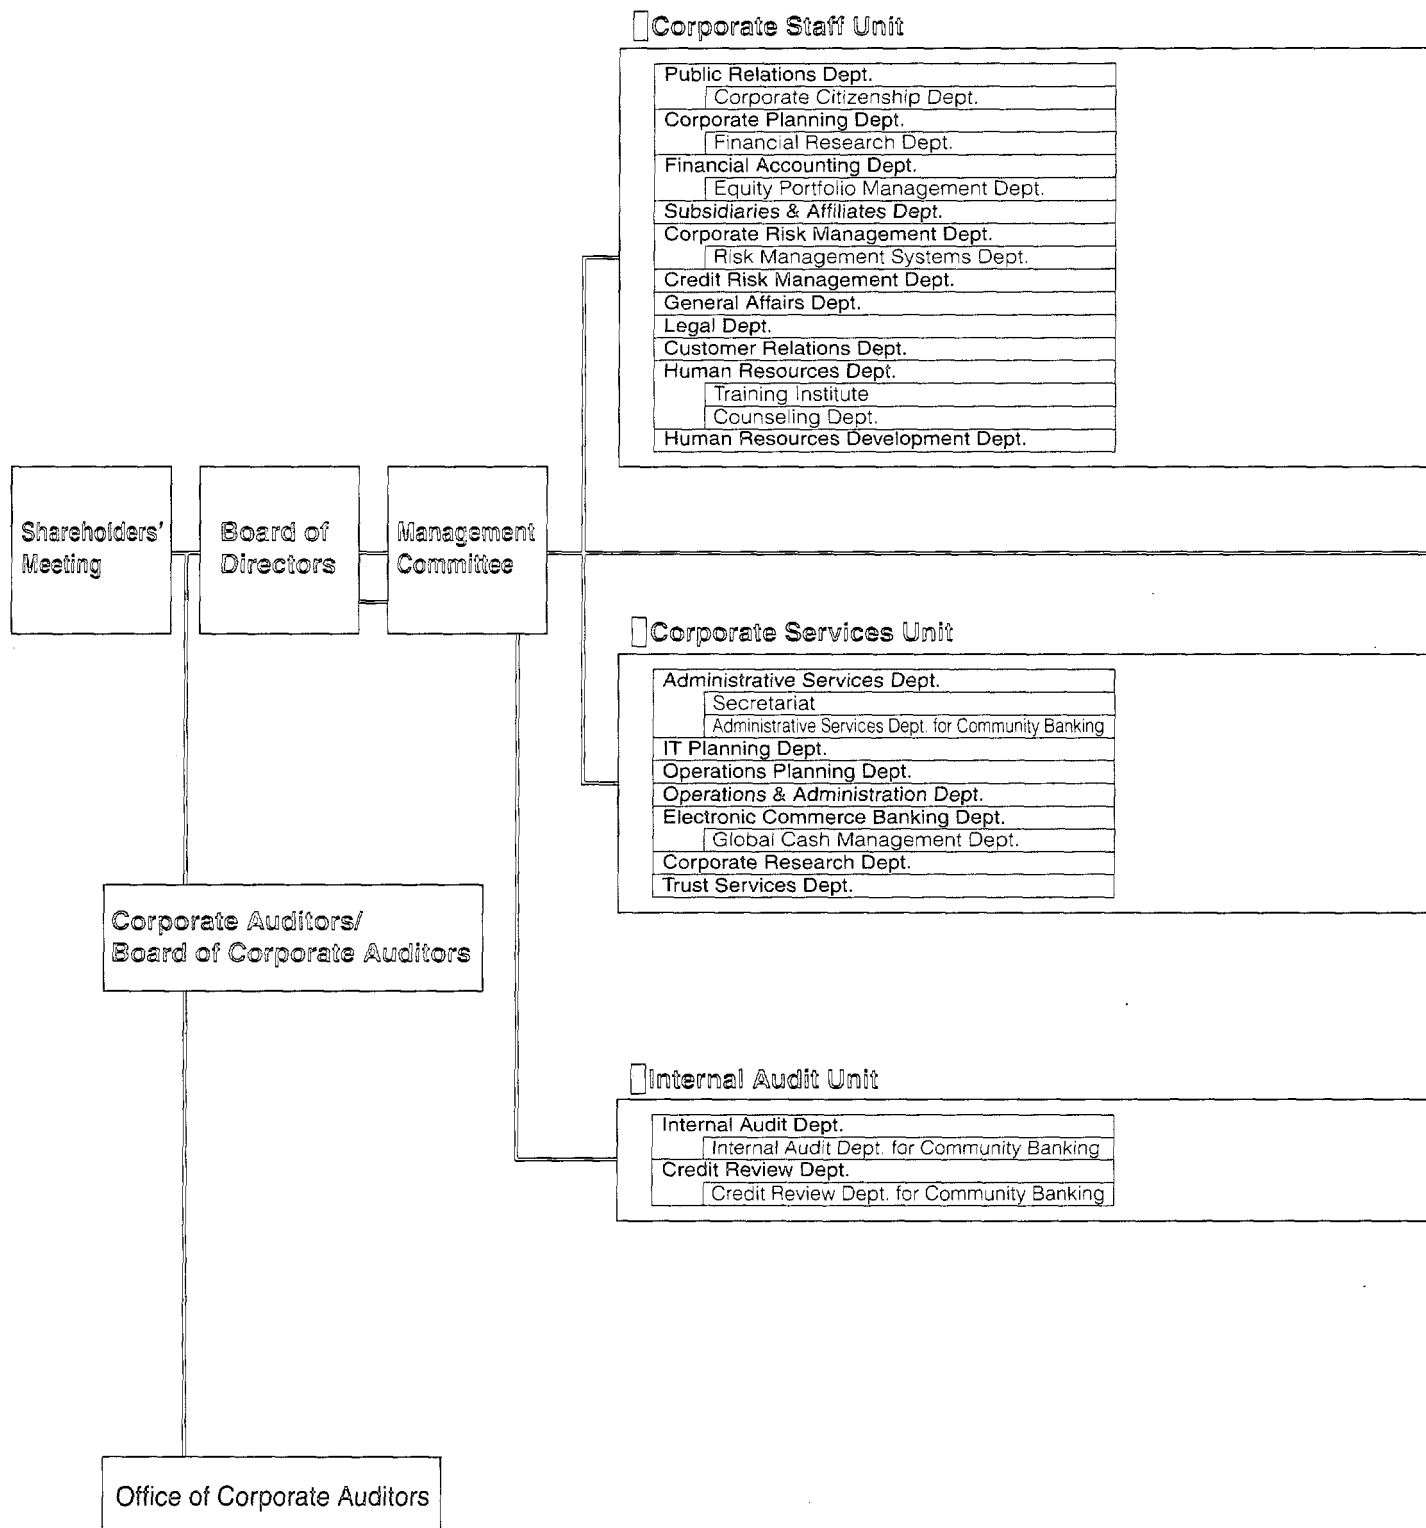 Corporate Staff Unit
Public Relations Dept.
Corporate Citizenship Dept.
Corporate Planning Dept.
Financial Research Dept.
Financial Accounting Dept.
Equity Portfolio Management Dept.
Subsidiaries & Affiliates Dept.
Corporate Risk Management Dept.
Risk Management Systems Dept.
Credit Risk Management Dept.
General Affairs Dept.
Legal Dept.
Customer Relations Dept.
Human Resources Dept.
Training Institute
Counseling Dept.
Human Resources Development Dept.
Shareholders'
Meeting
Board of
Directors
Management
Committee
Corporate Services Unit
Administrative Services Dept.
Secretariat
Administrative Services Dept. for Community Banking
IT Planning Dept.
Operations Planning Dept.
Operations & Administration Dept.
Electronic Commerce Banking Dept.
Global Cash Management Dept.
Corporate Research Dept.
Trust Services Dept.
Corporate Auditors/
Board of Corporate Auditors
Internal Audit Unit
Internal Audit Dept.
Internal Audit Dept. for Community Banking
Credit Review Dept.
Credit Review Dept. for Community Banking
Office of Corporate Auditors